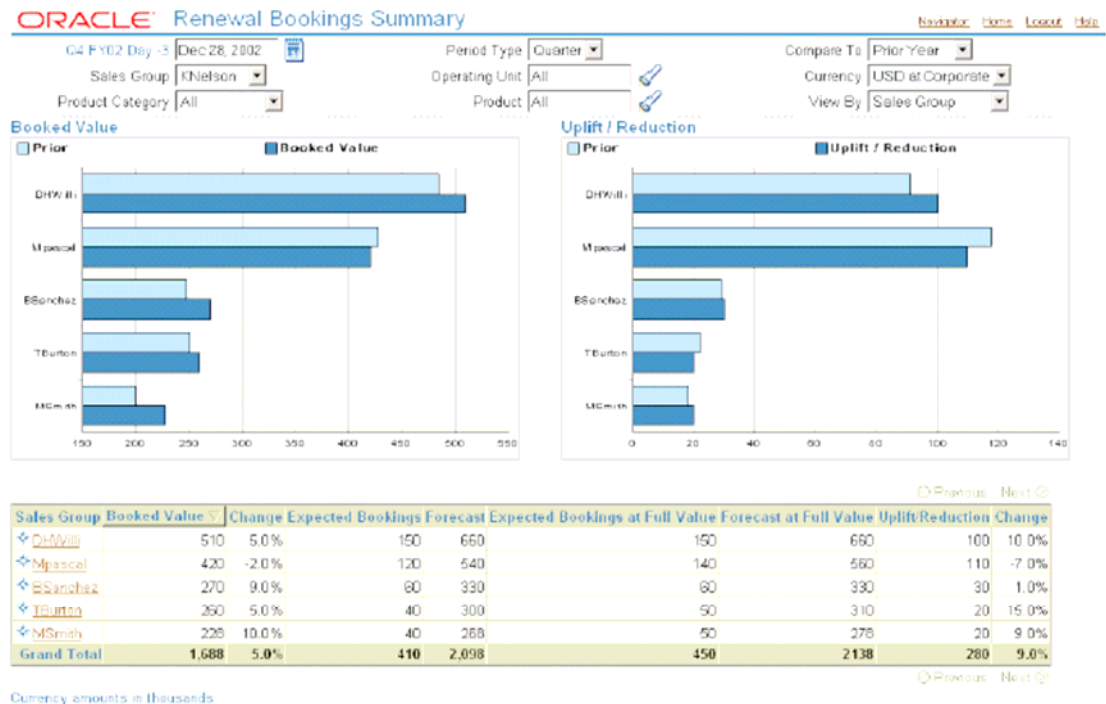 ORACLE Renewal Bookings Summary
Navigator Home Logout Help
Q4 FY02 Day -3 Dec 28, 2002 Period Type Quarter Compare To Prior Year
Sales Group KNelson Operating Unit All Currency USD at Corporate
Product Category All Product All View By Sales Group
Booked Value Uplift / Reduction
Prior Booked Value Prior Uplift / Reduction
DHWilli DHWilli
Mpascal Mpascal
BSanchez BSanchez
TBurton TBurton
MSmith MSmith
150 200 250 300 350 400 450 500 550 0 20 40 60 80 100 120 140
Previous Next
Sales Group Booked Value Change Expected Bookings Forecast Expected Bookings at Full Value Forecast at Full Value Uplift/Reduction Change
DHWilli 510 5.0% 150 660 150 660 100 10.0%
Mpascal 420 -2.0% 120 540 140 560 110 -7.0%
BSanchez 270 9.0% 60 330 60 330 30 1.0%
TBurton 260 5.0% 40 300 50 310 20 15.0%
MSmith 228 10.0% 40 268 50 278 20 9.0%
Grand Total 1,688 5.0% 410 2,098 450 2138 280 9.0%
Previous Next
Currency amounts in thousands